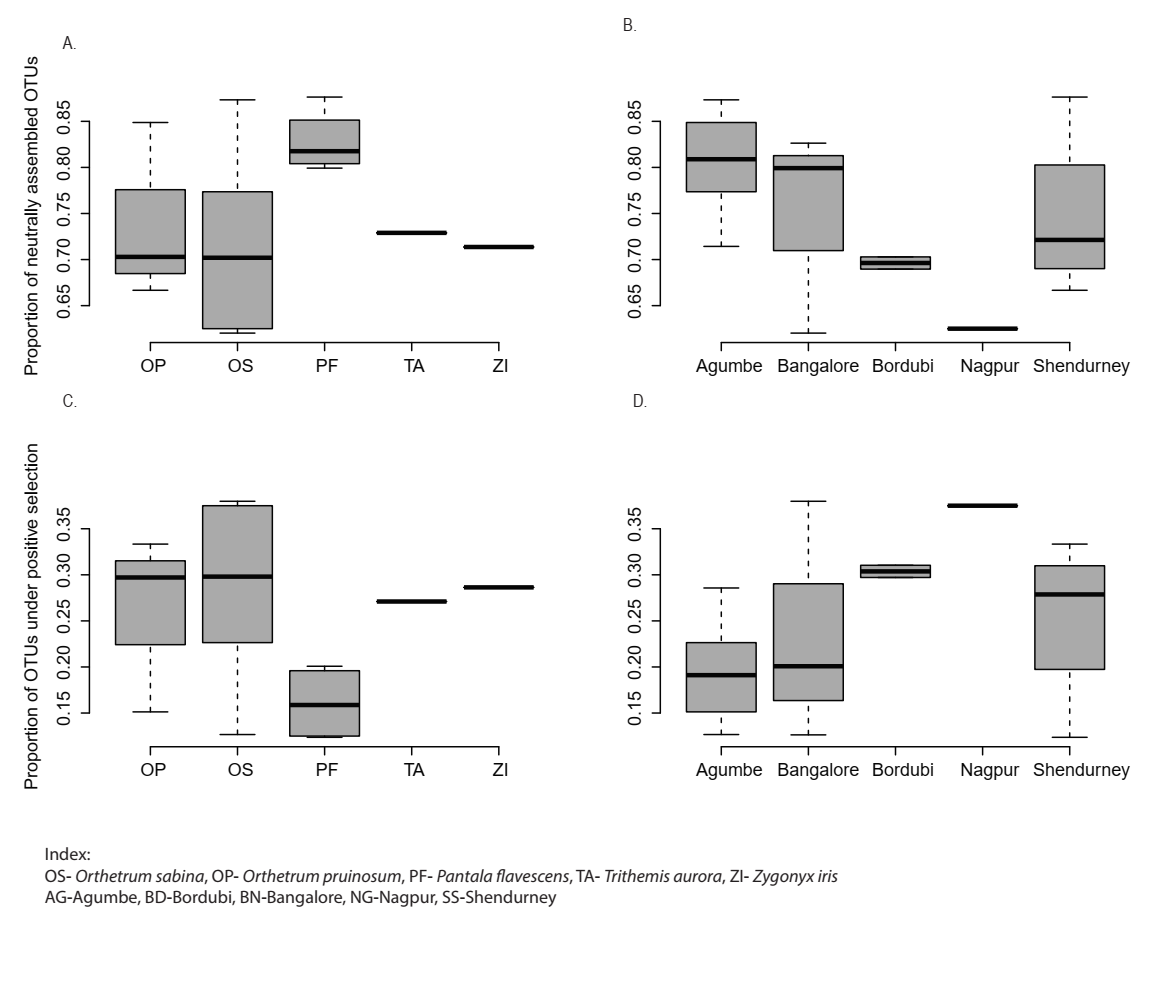 A.
Proportion of neutrally assembled OTUs
0.85
0.80
0.75
0.70
0.65
OP OS PF TA ZI
B.
0.85
0.80
0.75
0.70
0.65
Agumbe Bangalore Bordubi Nagpur Shendurney
C.
Proportion of OTUs under positive selection
0.35
0.30
0.25
0.20
0.15
OP OS PF TA ZI
D.
0.35
0.30
0.25
0.20
0.15
Agumbe Bangalore Bordubi Nagpur Shendurney
Index:
OS- Orthetrum sabina, OP- Orthetrum pruinosum, PF- Pantala flavescens, TA- Trithemis aurora, ZI- Zygonyx iris
AG-Agumbe, BD-Bordubi, BN-Bangalore, NG-Nagpur, SS-Shendurney